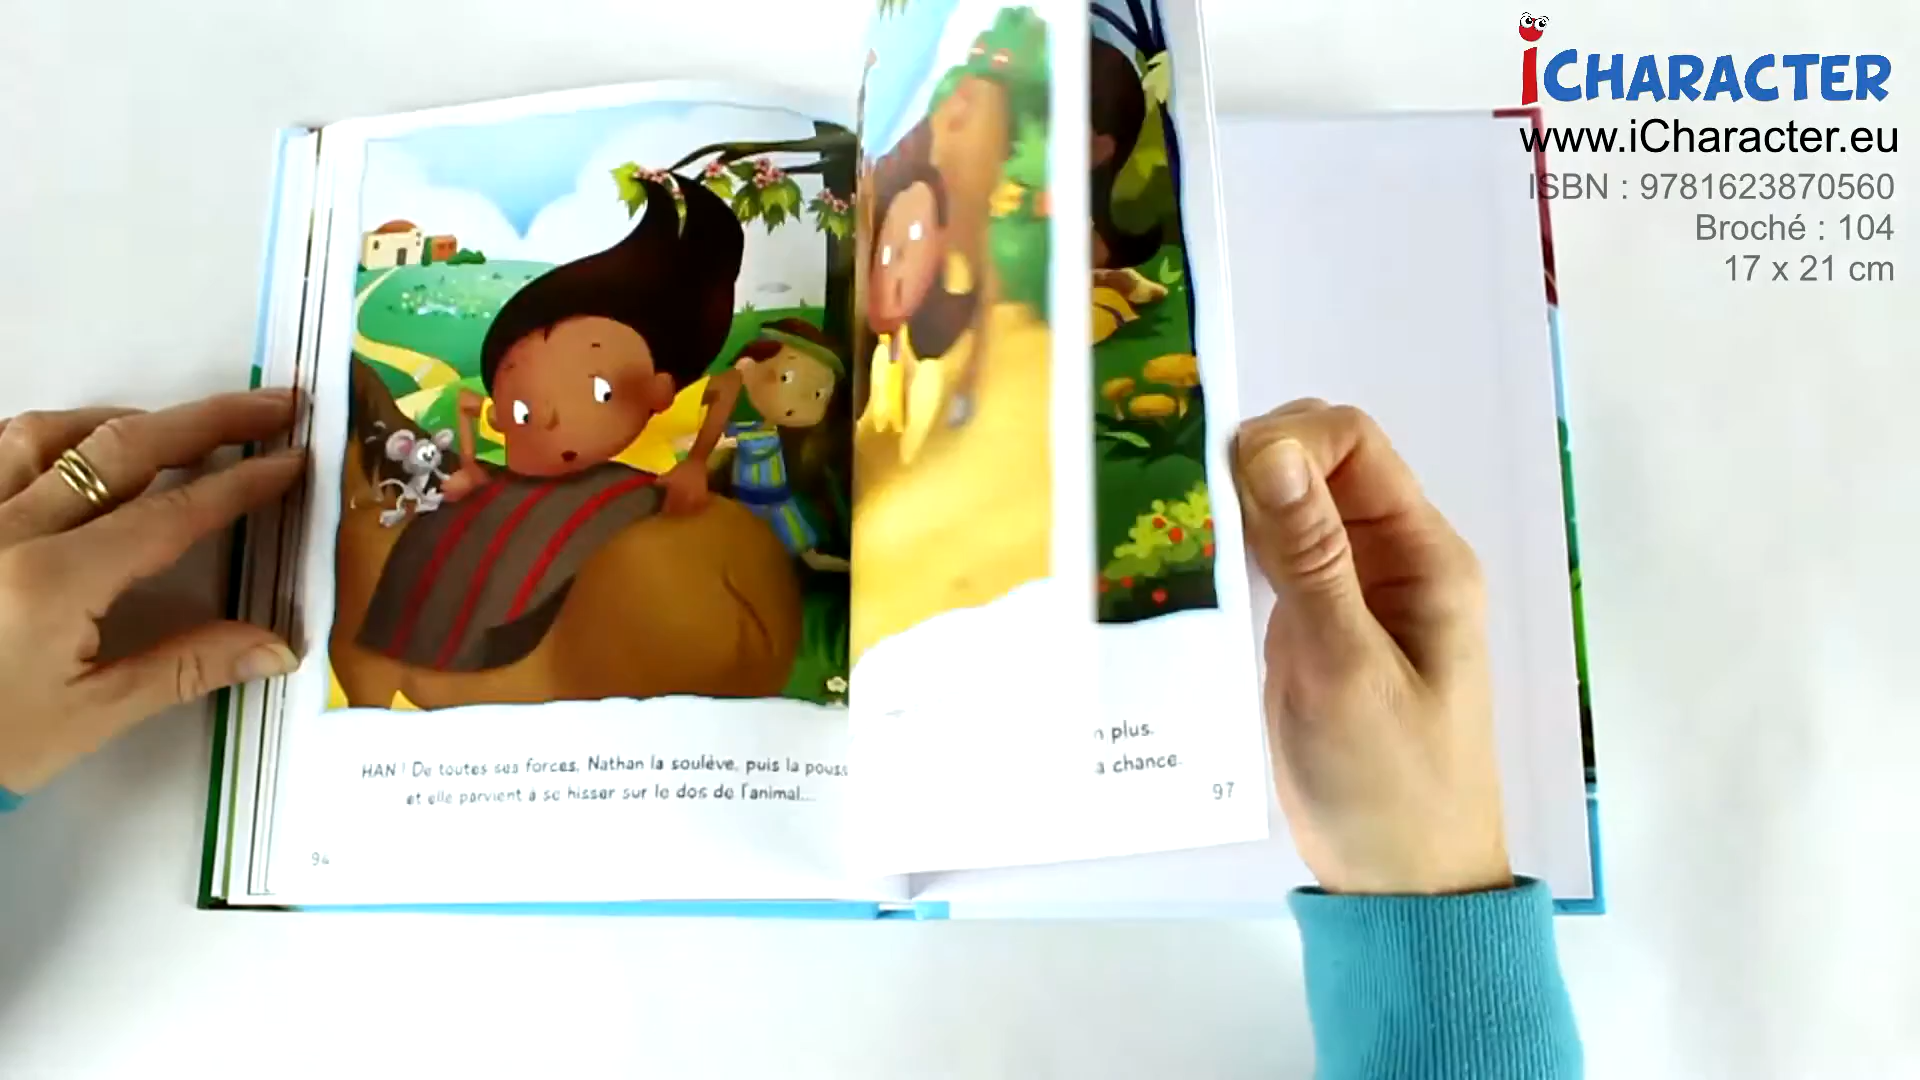 iCHARACTER
www.iCharacter.eu
ISBN : 9781623870560
Broché : 104
17 x 21 cm
HAN ! De toutes ses forces, Nathan la soulève, puis la pouss
et elle parvient à se hisser sur le dos de l'animal...
94
n plus.
a chance.
97